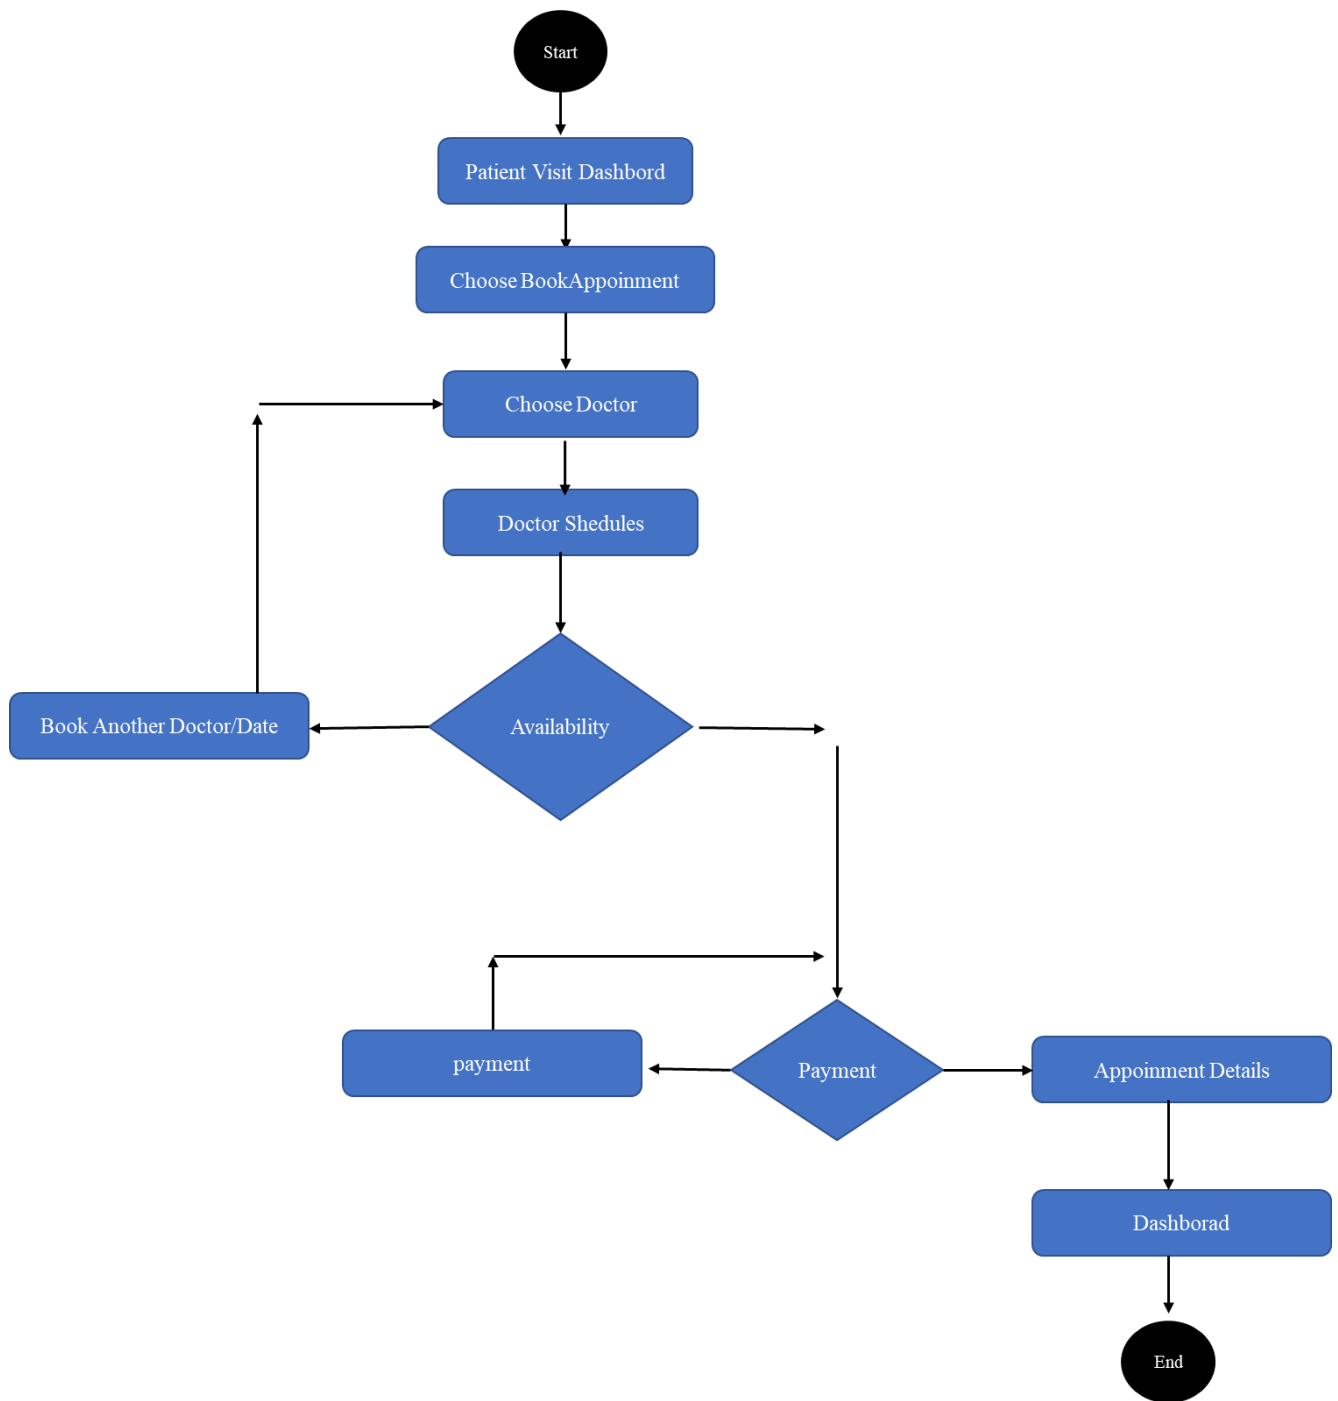 Start
Patient Visit Dashbord
Choose BookAppoinment
Choose Doctor
Doctor Shedules
Book Another Doctor/Date
Availability
payment
Payment
Appoinment Details
Dashborad
End